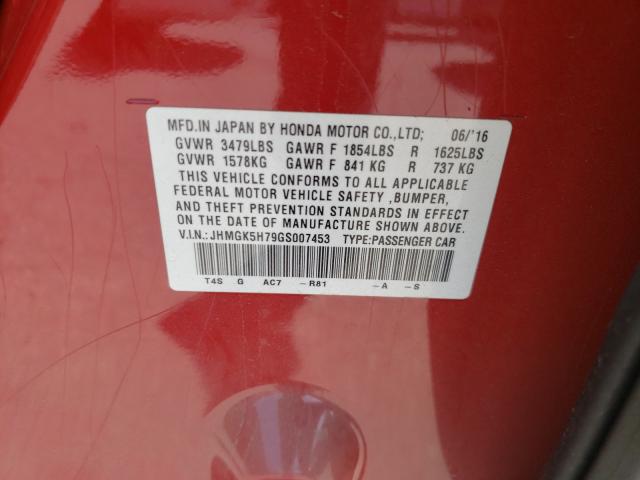 MFD.IN JAPAN BY HONDA MOTOR CO.,LTD; 06/'16
GVWR 3479LBS GAWR F 1854LBS R 1625LBS
GVWR 1578KG GAWR F 841 KG R 737 KG
THIS VEHICLE CONFORMS TO ALL APPLICABLE
FEDERAL MOTOR VEHICLE SAFETY ,BUMPER,
AND THEFT PREVENTION STANDARDS IN EFFECT
ON THE DATE OF MANUFACTURE SHOWN ABOVE.
V.I.N.: JHMGK5H79GS007453 TYPE:PASSENGER CAR
T4S G AC7 –R81 –A –S